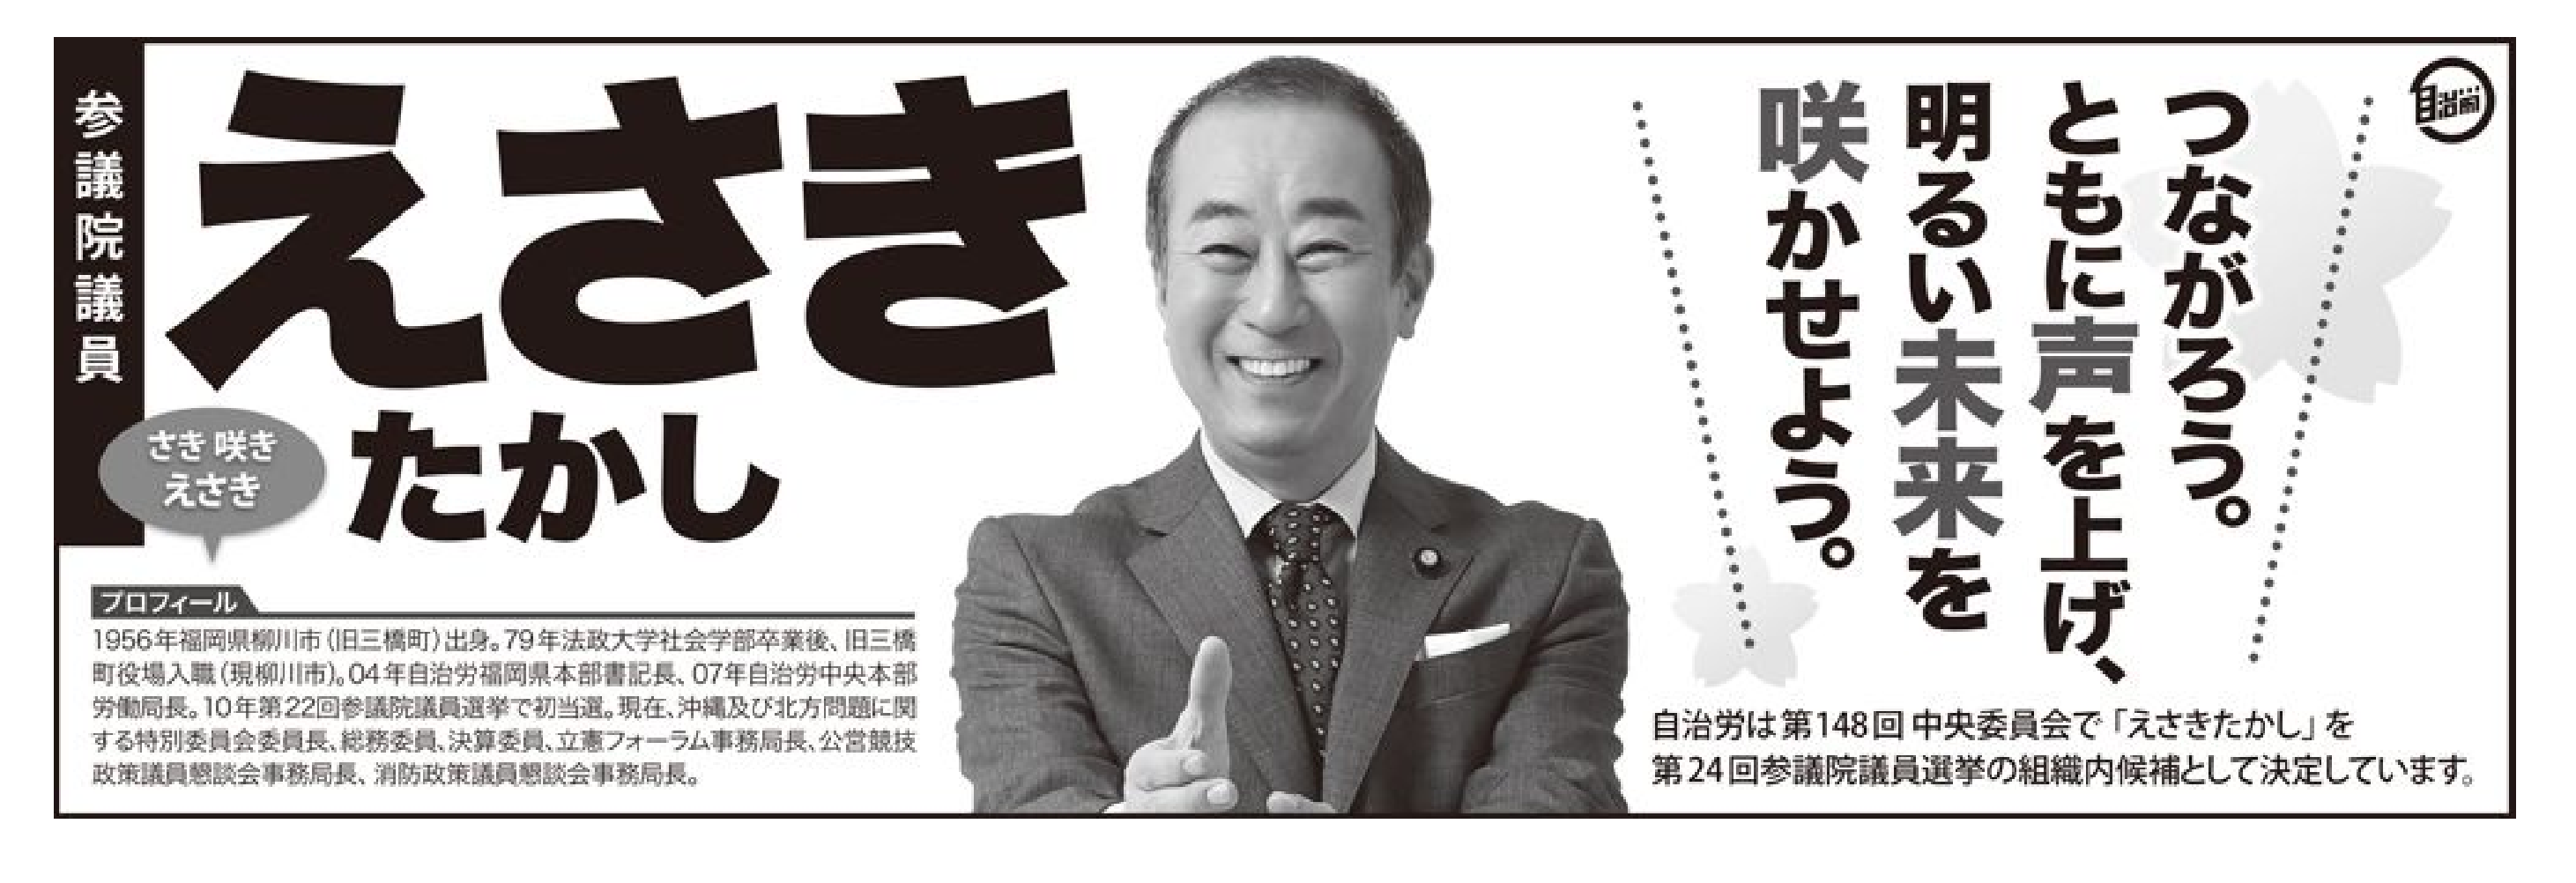 参議院議員
えさき
たかし
さき 咲き
えさき
プロフィール
1956年福岡県柳川市(旧三橋町)出身。79年法政大学社会学部卒業後、旧三橋
町役場入職(現柳川市)。04年自治労福岡県本部書記長、07年自治労中央本部
労働局長。10年第22回参議院議員選挙で初当選。現在、沖縄及び北方問題に関
する特別委員会委員長、総務委員、決算委員、立憲フォーラム事務局長、公営競技
政策議員懇談会事務局長、消防政策議員懇談会事務局長。
自治労
つながろう。
ともに声を上げ、
明るい未来を
咲かせよう。
自治労は第148回中央委員会で「えさきたかし」を
第24回参議院議員選挙の組織内候補として決定しています。